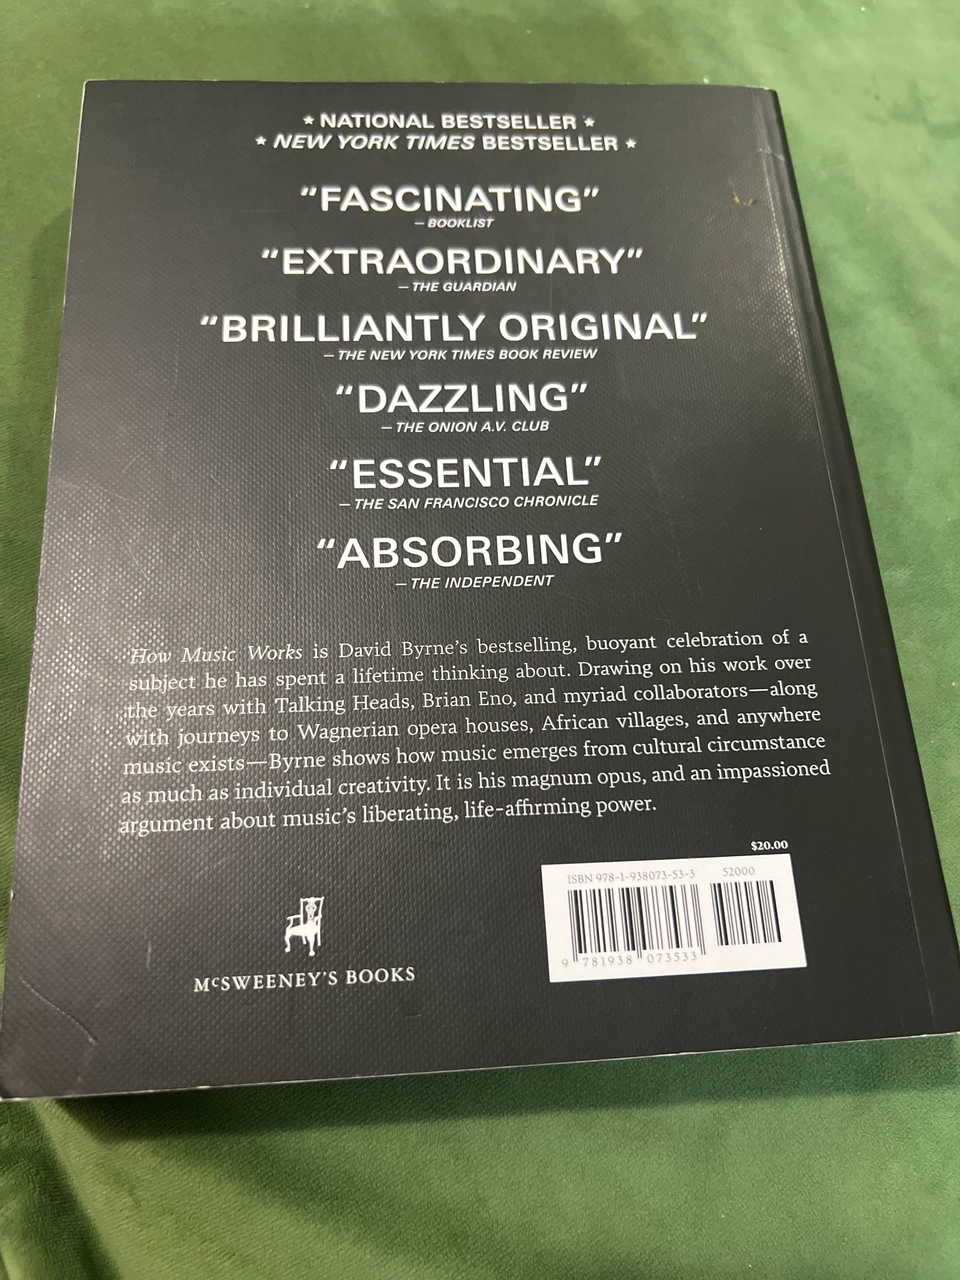 ★ NATIONAL BESTSELLER ★
★ NEW YORK TIMES BESTSELLER ★
“FASCINATING”
— BOOKLIST
“EXTRAORDINARY”
— THE GUARDIAN
“BRILLIANTLY ORIGINAL”
— THE NEW YORK TIMES BOOK REVIEW
“DAZZLING”
— THE ONION A.V. CLUB
“ESSENTIAL”
— THE SAN FRANCISCO CHRONICLE
“ABSORBING”
— THE INDEPENDENT
How Music Works is David Byrne’s bestselling, buoyant celebration of a
subject he has spent a lifetime thinking about. Drawing on his work over
the years with Talking Heads, Brian Eno, and myriad collaborators—along
with journeys to Wagnerian opera houses, African villages, and anywhere
music exists—Byrne shows how music emerges from cultural circumstance
as much as individual creativity. It is his magnum opus, and an impassioned
argument about music’s liberating, life-affirming power.
$20.00
ISBN 978-1-938073-53-3 52000
9 781938 073533
McSWEENEY’S BOOKS